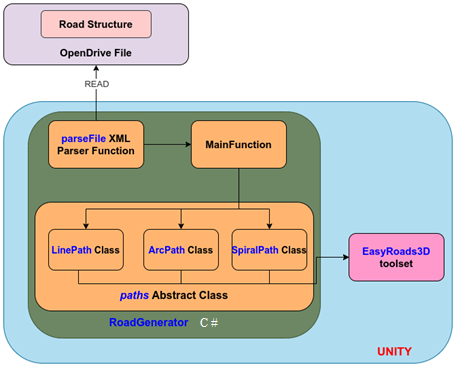 Road Structure
OpenDrive File
READ
parseFile XML
Parser Function
MainFunction
LinePath Class
ArcPath Class
SpiralPath Class
EasyRoads3D
toolset
paths Abstract Class
RoadGenerator C#
UNITY